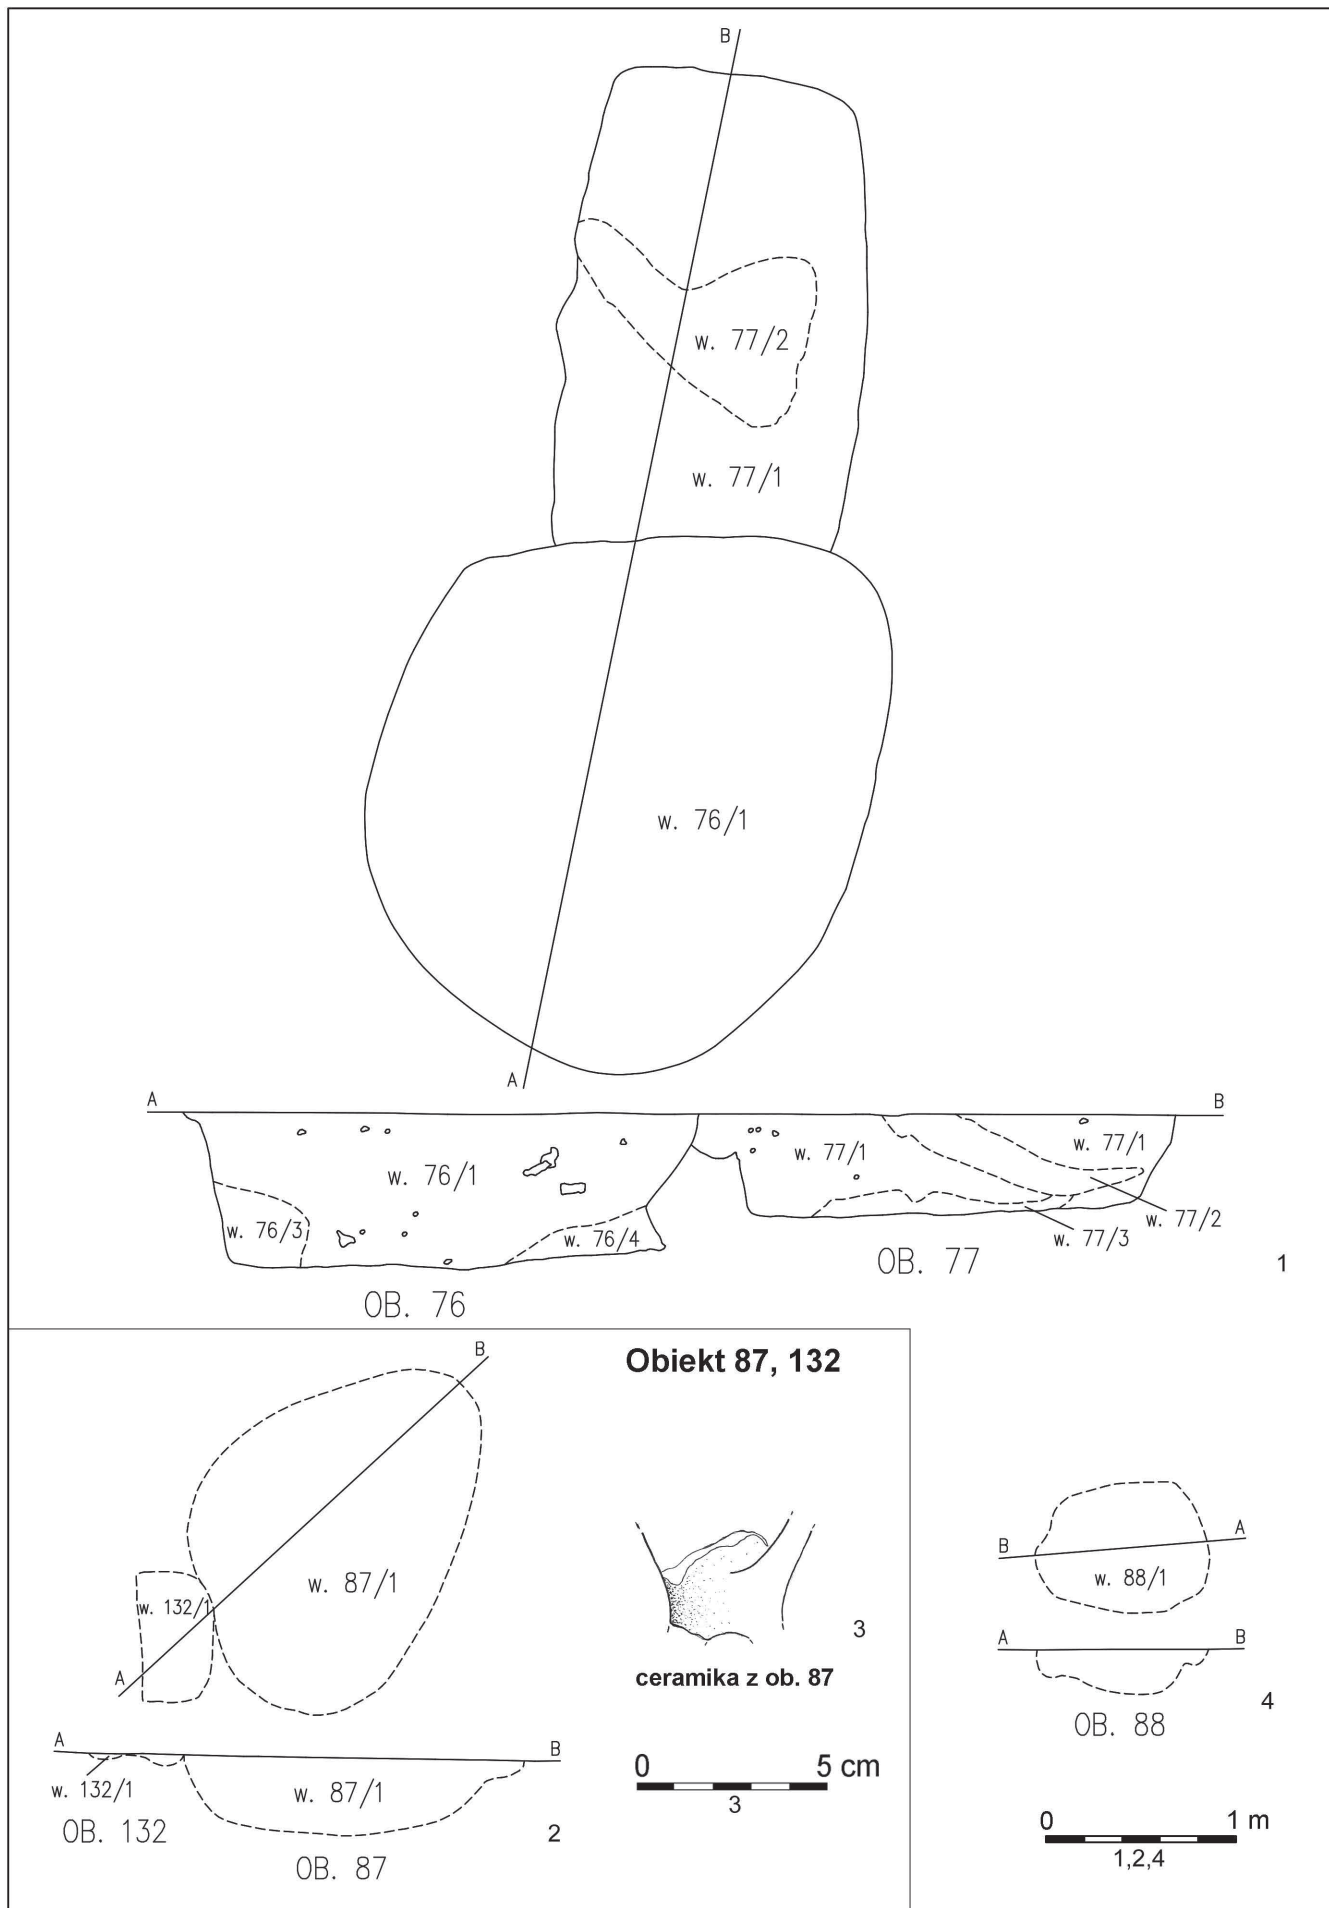 B
w. 77/2
w. 77/1
w. 76/1
A
A
B
w. 76/1
w. 77/1
w. 77/1
w. 76/3
w. 76/4
w. 77/2
w. 77/3
OB. 77
1
OB. 76
B
Obiekt 87, 132
w. 87/1
w. 132/1
A
A
B
w. 132/1
w. 87/1
OB. 132
2
OB. 87
3
ceramika z ob. 87
0 5 cm
3
B
A
w. 88/1
A
B
4
OB. 88
0 1 m
1,2,4